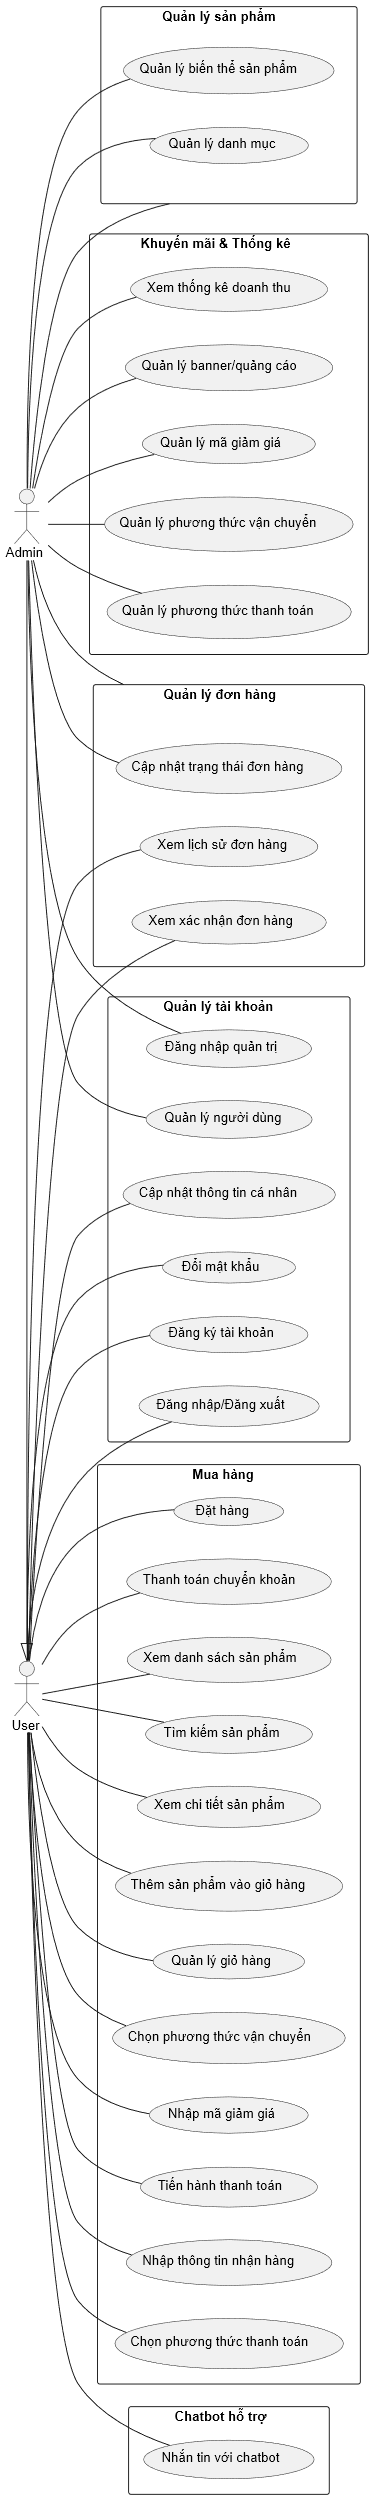 Quản lý sản phẩm
Quản lý biến thể sản phẩm
Quản lý danh mục
Khuyến mãi & Thống kê
Xem thống kê doanh thu
Quản lý banner/quảng cáo
Quản lý mã giảm giá
Quản lý phương thức vận chuyển
Admin
Quản lý phương thức thanh toán
Quản lý đơn hàng
Cập nhật trạng thái đơn hàng
Xem lịch sử đơn hàng
Xem xác nhận đơn hàng
Quản lý tài khoản
Đăng nhập quản trị
Quản lý người dùng
Cập nhật thông tin cá nhân
Đổi mật khẩu
Đăng ký tài khoản
Đăng nhập/Đăng xuất
Mua hàng
Đặt hàng
Thanh toán chuyển khoản
Xem danh sách sản phẩm
User
Tìm kiếm sản phẩm
Xem chi tiết sản phẩm
Thêm sản phẩm vào giỏ hàng
Quản lý giỏ hàng
Chọn phương thức vận chuyển
Nhập mã giảm giá
Tiến hành thanh toán
Nhập thông tin nhận hàng
Chọn phương thức thanh toán
Chatbot hỗ trợ
Nhắn tin với chatbot